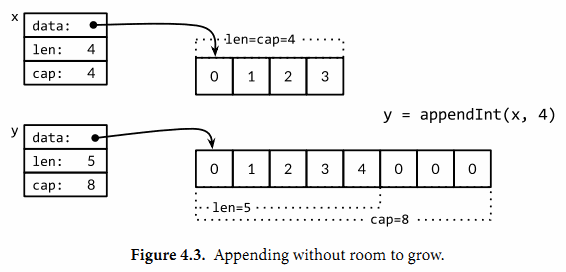 x
data:
len: 4
cap: 4
len=cap=4
0 1 2 3
y = appendInt(x, 4)
y
data:
len: 5
cap: 8
0 1 2 3 4 0 0 0
len=5
cap=8
Figure 4.3. Appending without room to grow.